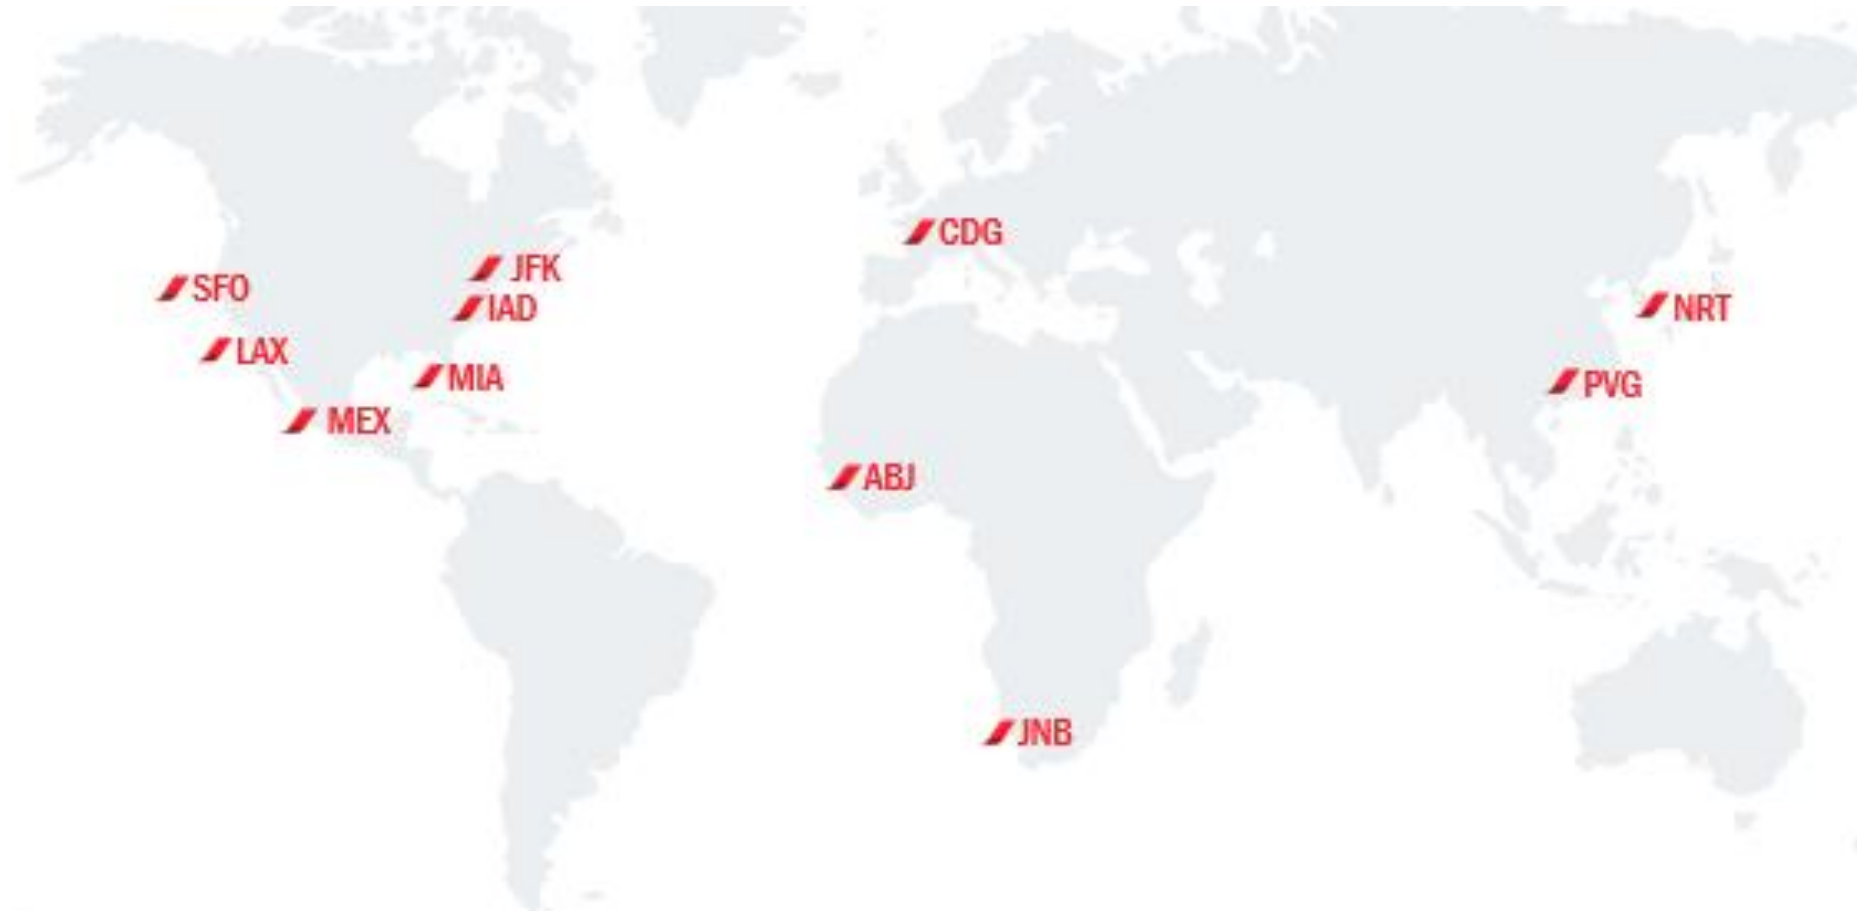 CDG
JFK
SFO
IAD
NRT
LAX
MIA
PVG
MEX
ABJ
JNB